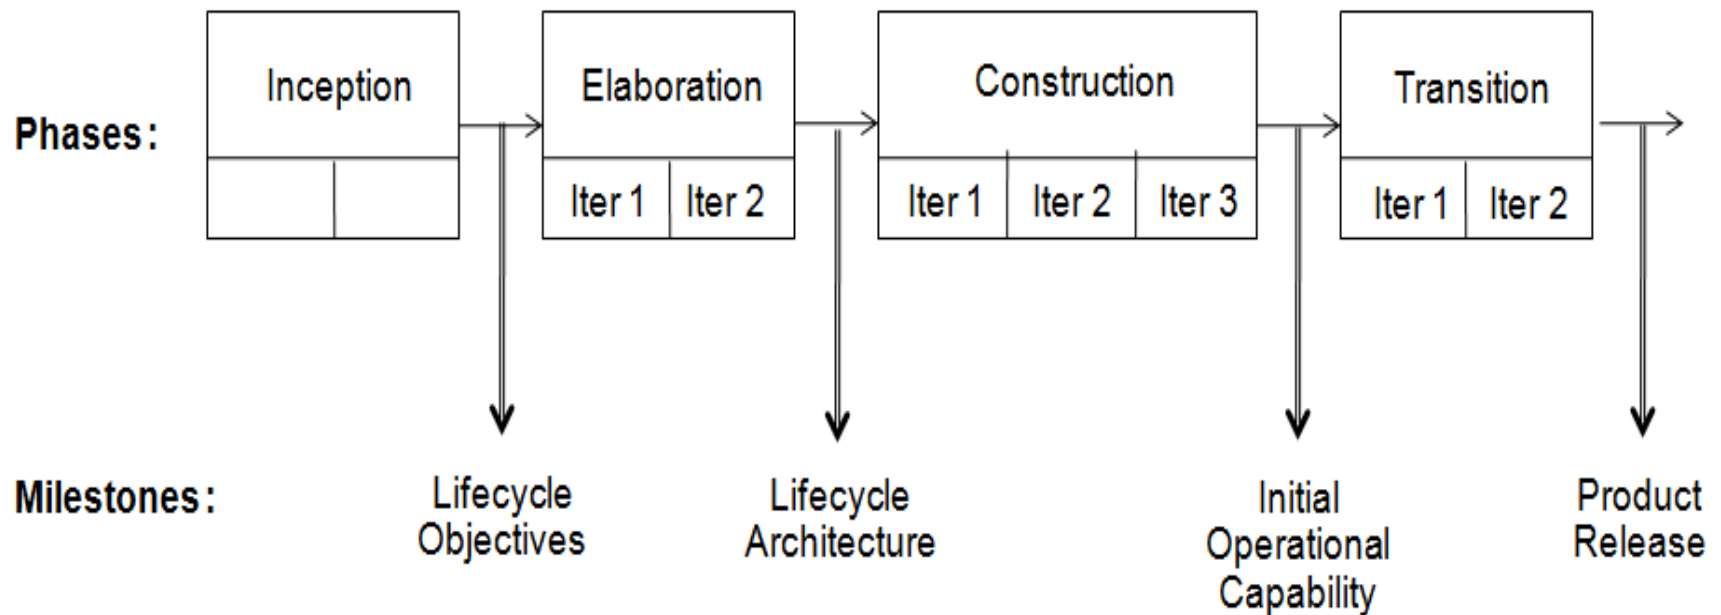 Inception
Elaboration
Construction
Transition
Phases:
Iter 1 Iter 2
Iter 1 Iter 2 Iter 3
Iter 1 Iter 2
Milestones:
Lifecycle
Objectives
Lifecycle
Architecture
Initial
Operational
Capability
Product
Release